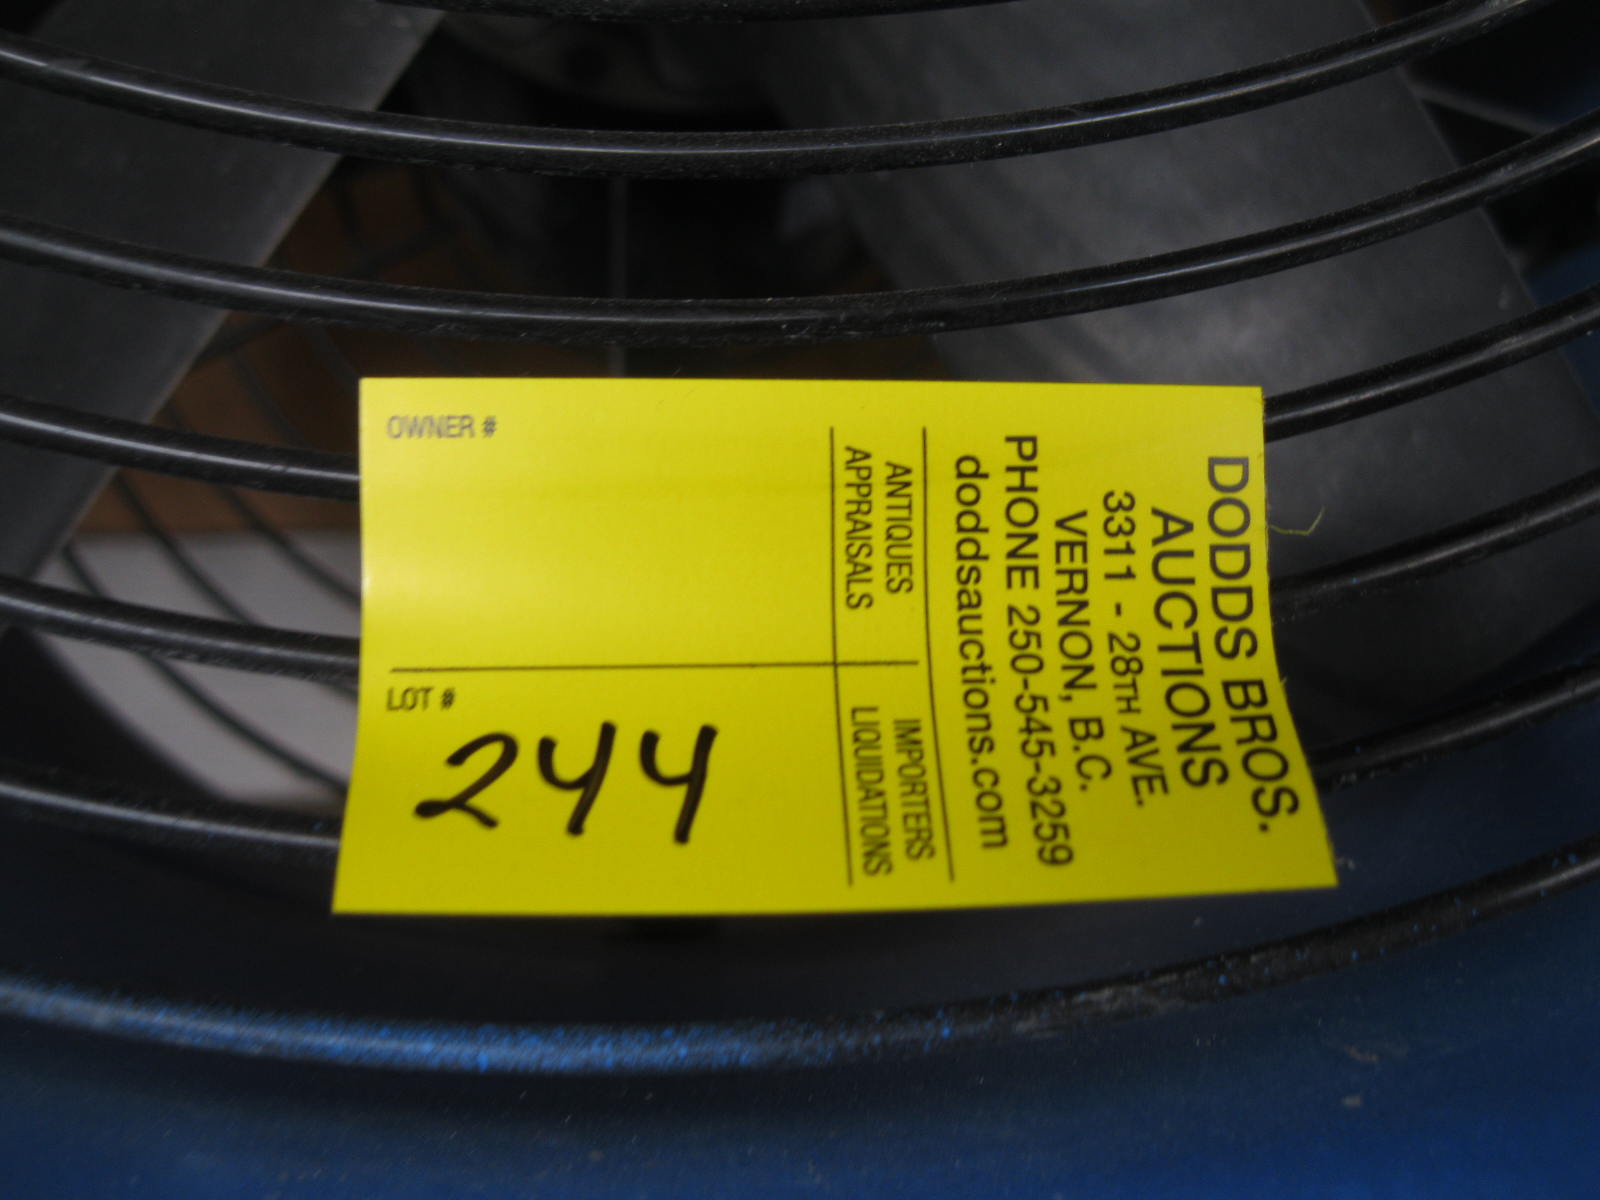 DODDS BROS.
AUCTIONS
3311 - 28TH AVE.
VERNON, B.C.
PHONE 250-545-3259
doddsauctions.com
ANTIQUES
APPRAISALS
IMPORTERS
LIQUIDATIONS
OWNER #
LOT #
244